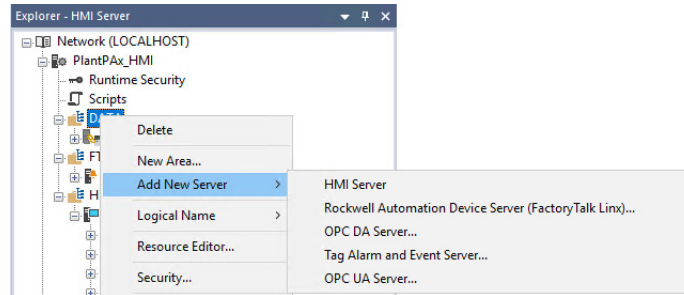 Explorer - HMI Server
Network (LOCALHOST)
PlantPAx_HMI
Runtime Security
Scripts
Delete
New Area...
Add New Server
HMI Server
Logical Name
Rockwell Automation Device Server (FactoryTalk Linx)...
OPC DA Server...
Resource Editor...
Tag Alarm and Event Server...
Security...
OPC UA Server...